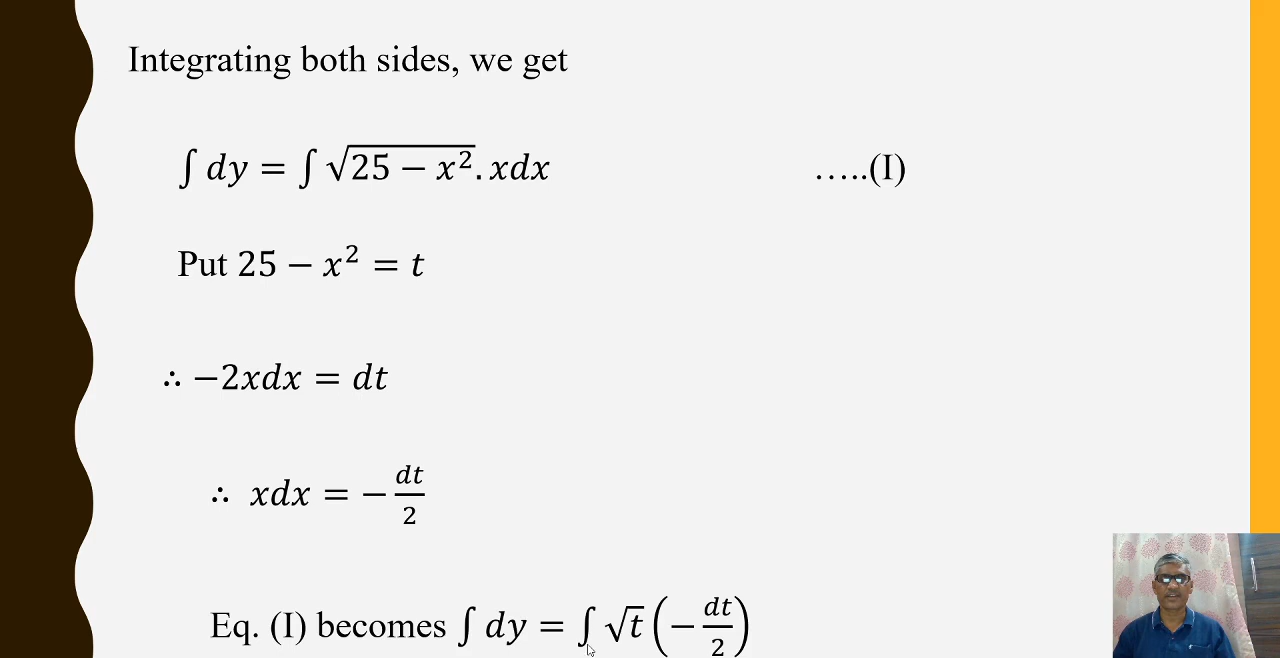 Integrating both sides, we get
∫ dy = ∫ √(25 − x²). xdx …..(I)
Put 25 − x² = t
∴ −2xdx = dt
∴ xdx = − dt/2
Eq. (I) becomes ∫ dy = ∫ √t (− dt/2)